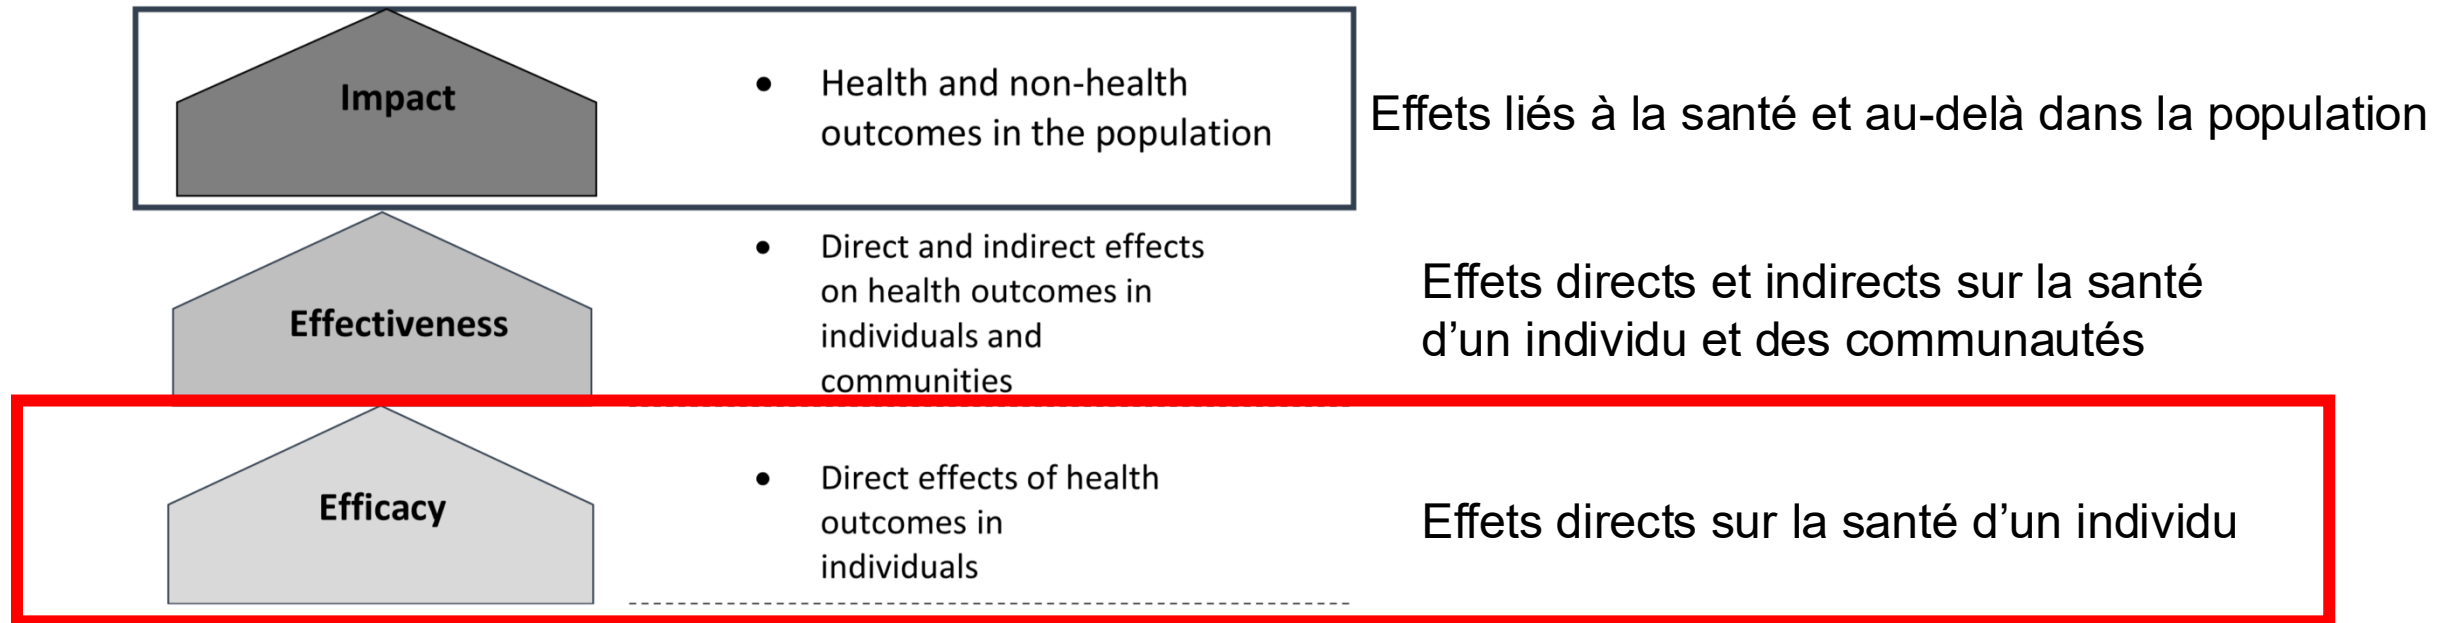 Impact
• Health and non-health
outcomes in the population
Effets liés à la santé et au-delà dans la population
Effectiveness
• Direct and indirect effects
on health outcomes in
individuals and
communities
Effets directs et indirects sur la santé
d’un individu et des communautés
Efficacy
• Direct effects of health
outcomes in
individuals
Effets directs sur la santé d’un individu